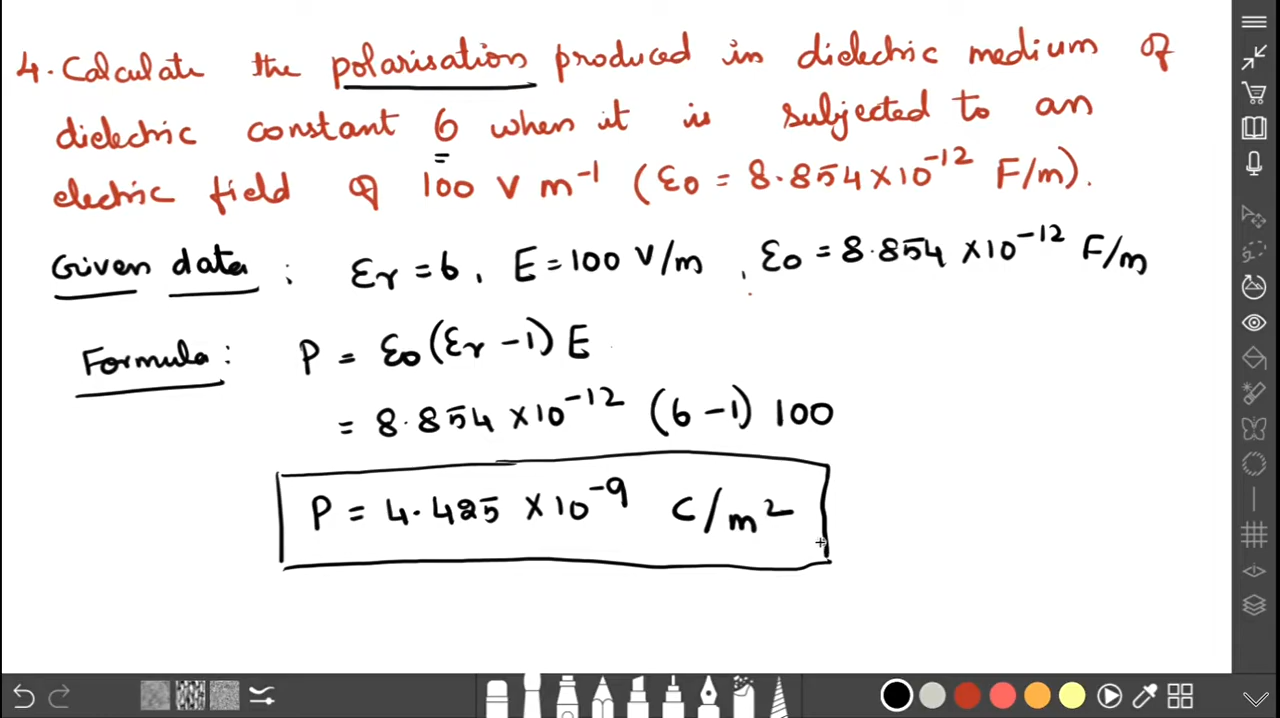 4. Calculate the polarisation produced in dielectric medium of
dielectric constant 6 when it is subjected to an
electric field of 100 V m⁻¹ (ε₀ = 8.854×10⁻¹² F/m).
Given data : εr = 6, E = 100 V/m, ε₀ = 8.854 ×10⁻¹² F/m
Formula : P = ε₀ (εr − 1) E
= 8.854 ×10⁻¹² (6 − 1) 100
P = 4.425 ×10⁻⁹ C/m²